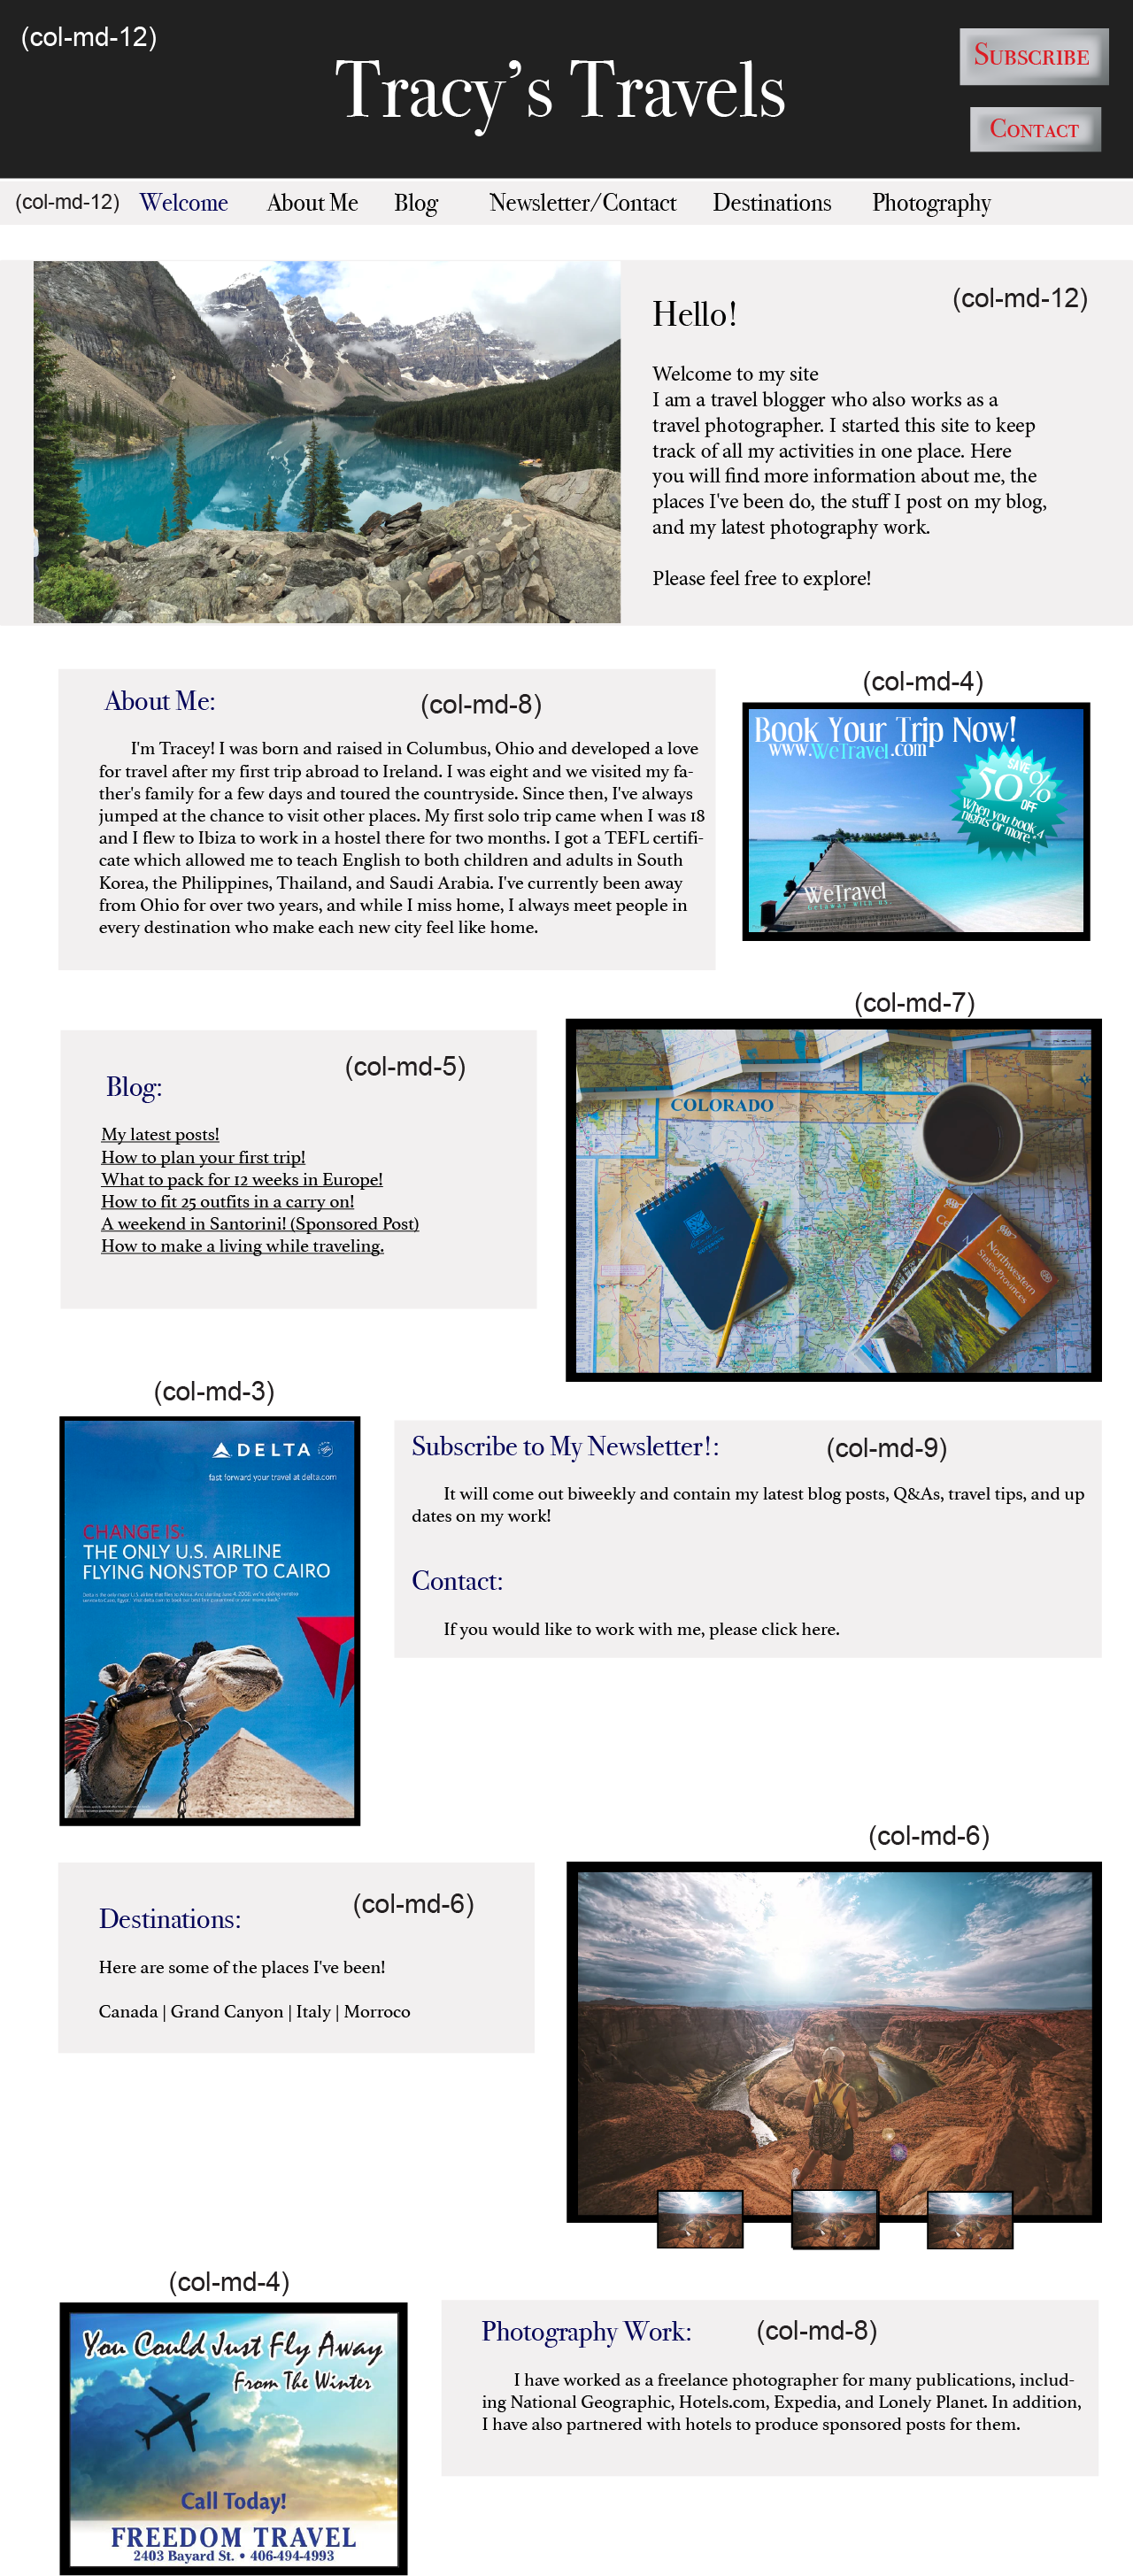 (col-md-12)
Tracy's Travels
Subscribe
Contact
(col-md-12) Welcome About Me Blog Newsletter/Contact Destinations Photography
(col-md-12)
Hello!
Welcome to my site
I am a travel blogger who also works as a
travel photographer. I started this site to keep
track of all my activities in one place. Here
you will find more information about me, the
places I've been do, the stuff I post on my blog,
and my latest photography work.
Please feel free to explore!
About Me:
(col-md-8)
I'm Tracey! I was born and raised in Columbus, Ohio and developed a love
for travel after my first trip abroad to Ireland. I was eight and we visited my fa-
ther's family for a few days and toured the countryside. Since then, I've always
jumped at the chance to visit other places. My first solo trip came when I was 18
and I flew to Ibiza to work in a hostel there for two months. I got a TEFL certifi-
cate which allowed me to teach English to both children and adults in South
Korea, the Philippines, Thailand, and Saudi Arabia. I've currently been away
from Ohio for over two years, and while I miss home, I always meet people in
every destination who make each new city feel like home.
(col-md-4)
Book Your Trip Now!
www.WeTravel.com
SAVE
50%
OFF
When you book 4
nights or more.*
WeTravel
Getaway with us.
(col-md-5)
Blog:
My latest posts!
How to plan your first trip!
What to pack for 12 weeks in Europe!
How to fit 25 outfits in a carry on!
A weekend in Santorini! (Sponsored Post)
How to make a living while traveling.
(col-md-7)
COLORADO
Northwestern
States/Provinces
(col-md-3)
DELTA
fast forward your travel at delta.com
CHANGE IS:
THE ONLY U.S. AIRLINE
FLYING NONSTOP TO CAIRO
Subscribe to My Newsletter!:
(col-md-9)
It will come out biweekly and contain my latest blog posts, Q&As, travel tips, and up
dates on my work!
Contact:
If you would like to work with me, please click here.
(col-md-6)
Destinations:
Here are some of the places I've been!
Canada | Grand Canyon | Italy | Morroco
(col-md-6)
(col-md-4)
You Could Just Fly Away
From The Winter
Call Today!
FREEDOM TRAVEL
2403 Bayard St. • 406-494-4993
Photography Work:
(col-md-8)
I have worked as a freelance photographer for many publications, includ-
ing National Geographic, Hotels.com, Expedia, and Lonely Planet. In addition,
I have also partnered with hotels to produce sponsored posts for them.